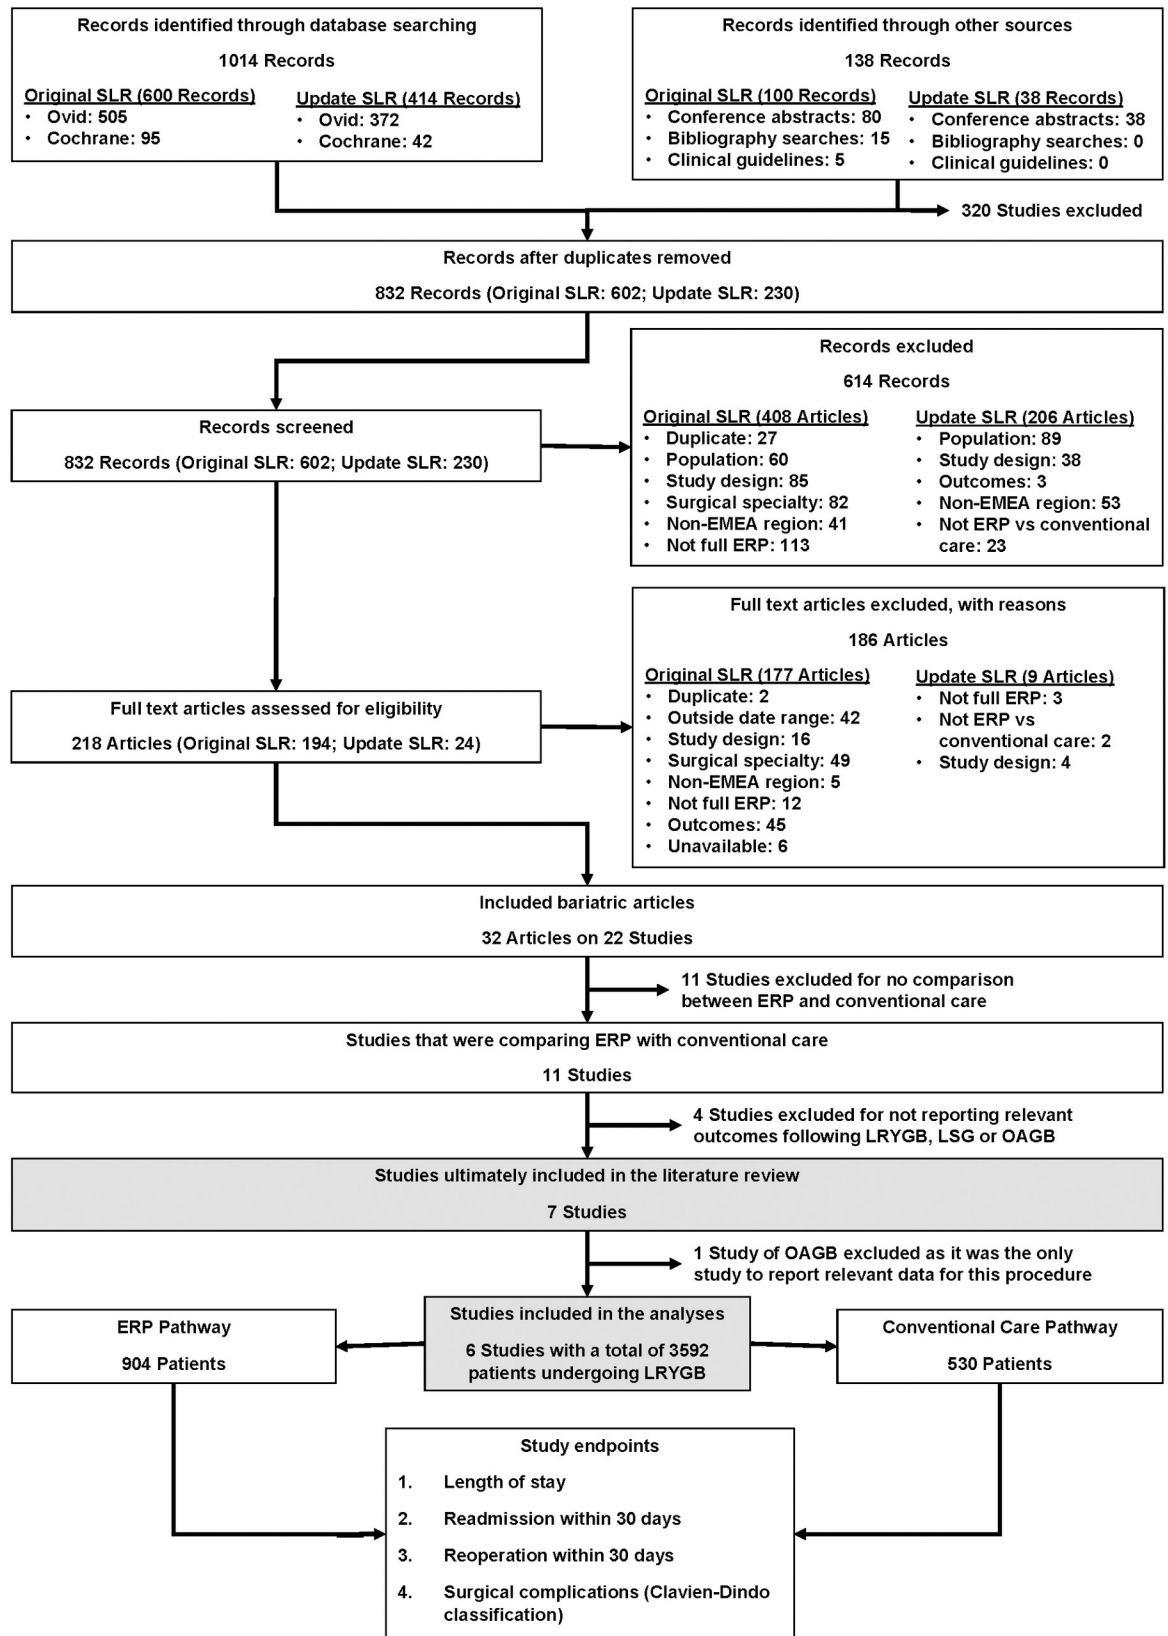 Records identified through database searching
1014 Records
Original SLR (600 Records)
• Ovid: 505
• Cochrane: 95
Update SLR (414 Records)
• Ovid: 372
• Cochrane: 42
Records identified through other sources
138 Records
Original SLR (100 Records)
• Conference abstracts: 80
• Bibliography searches: 15
• Clinical guidelines: 5
Update SLR (38 Records)
• Conference abstracts: 38
• Bibliography searches: 0
• Clinical guidelines: 0
320 Studies excluded
Records after duplicates removed
832 Records (Original SLR: 602; Update SLR: 230)
Records screened
832 Records (Original SLR: 602; Update SLR: 230)
Records excluded
614 Records
Original SLR (408 Articles)
• Duplicate: 27
• Population: 60
• Study design: 85
• Surgical specialty: 82
• Non-EMEA region: 41
• Not full ERP: 113
Update SLR (206 Articles)
• Population: 89
• Study design: 38
• Outcomes: 3
• Non-EMEA region: 53
• Not ERP vs conventional
care: 23
Full text articles assessed for eligibility
218 Articles (Original SLR: 194; Update SLR: 24)
Full text articles excluded, with reasons
186 Articles
Original SLR (177 Articles)
• Duplicate: 2
• Outside date range: 42
• Study design: 16
• Surgical specialty: 49
• Non-EMEA region: 5
• Not full ERP: 12
• Outcomes: 45
• Unavailable: 6
Update SLR (9 Articles)
• Not full ERP: 3
• Not ERP vs
conventional care: 2
• Study design: 4
Included bariatric articles
32 Articles on 22 Studies
11 Studies excluded for no comparison
between ERP and conventional care
Studies that were comparing ERP with conventional care
11 Studies
4 Studies excluded for not reporting relevant
outcomes following LRYGB, LSG or OAGB
Studies ultimately included in the literature review
7 Studies
1 Study of OAGB excluded as it was the only
study to report relevant data for this procedure
ERP Pathway
904 Patients
Studies included in the analyses
6 Studies with a total of 3592
patients undergoing LRYGB
Conventional Care Pathway
530 Patients
Study endpoints
1. Length of stay
2. Readmission within 30 days
3. Reoperation within 30 days
4. Surgical complications (Clavien-Dindo
classification)